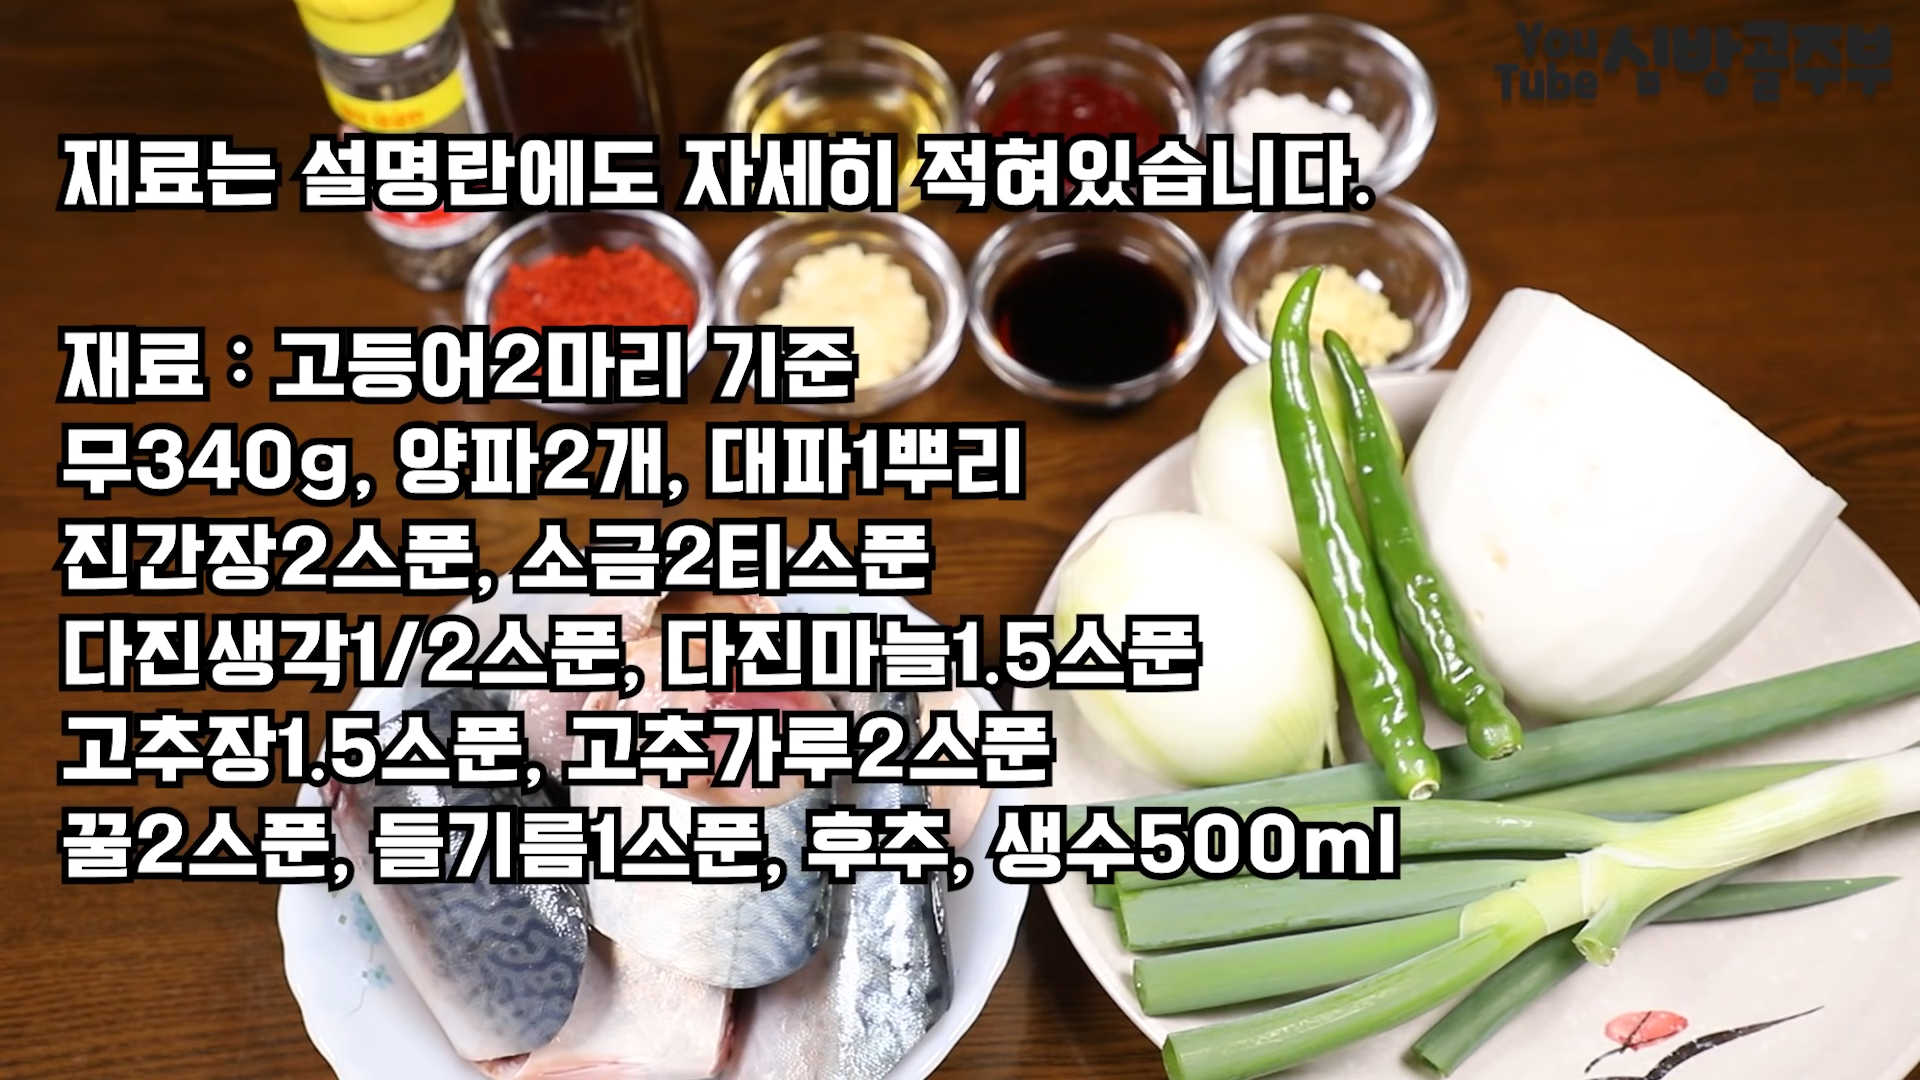 You
Tube 심방골주부
재료는 설명란에도 자세히 적혀있습니다.
재료 : 고등어2마리 기준
무340g, 양파2개, 대파1뿌리
진간장2스푼, 소금2티스푼
다진생강1/2스푼, 다진마늘1.5스푼
고추장1.5스푼, 고추가루2스푼
꿀2스푼, 들기름1스푼, 후추, 생수500ml